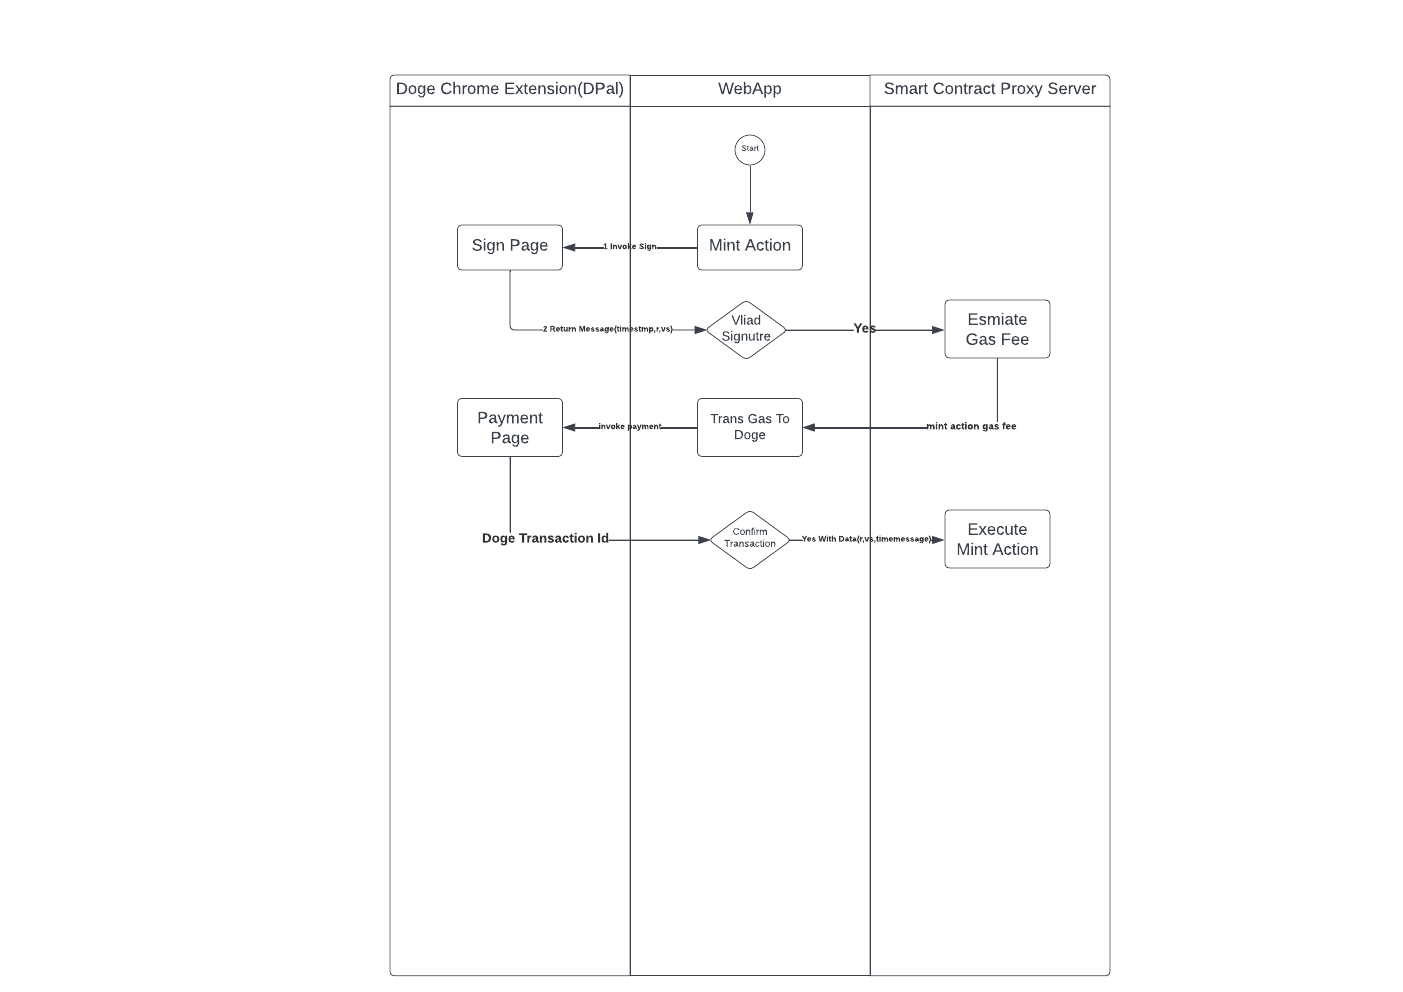 Doge Chrome Extension(DPal)
WebApp
Smart Contract Proxy Server
Start
Sign Page
1 Invoke Sign
Mint Action
2 Return Message(timestmp,r,vs)
Vliad
Signutre
Yes
Esmiate
Gas Fee
Payment
Page
invoke payment
Trans Gas To
Doge
mint action gas fee
Doge Transaction Id
Confirm
Transaction
Yes With Data(r,vs,timemessage)
Execute
Mint Action